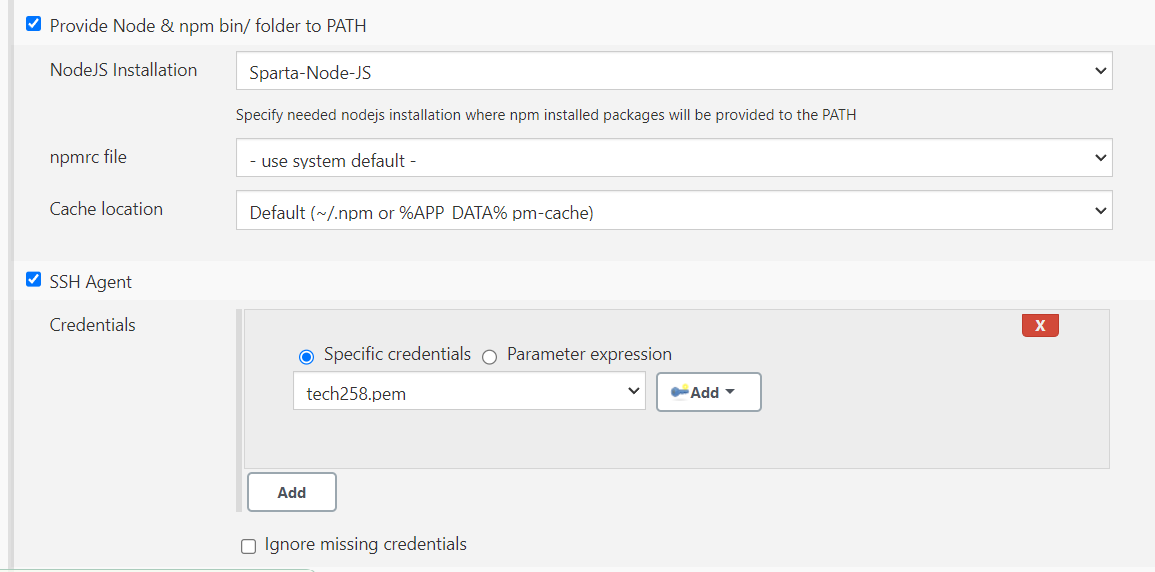 Provide Node & npm bin/ folder to PATH
NodeJS Installation
Sparta-Node-JS
Specify needed nodejs installation where npm installed packages will be provided to the PATH
npmrc file
- use system default -
Cache location
Default (~/.npm or %APP_DATA% pm-cache)
SSH Agent
Credentials
X
Specific credentials Parameter expression
tech258.pem Add
Add
Ignore missing credentials